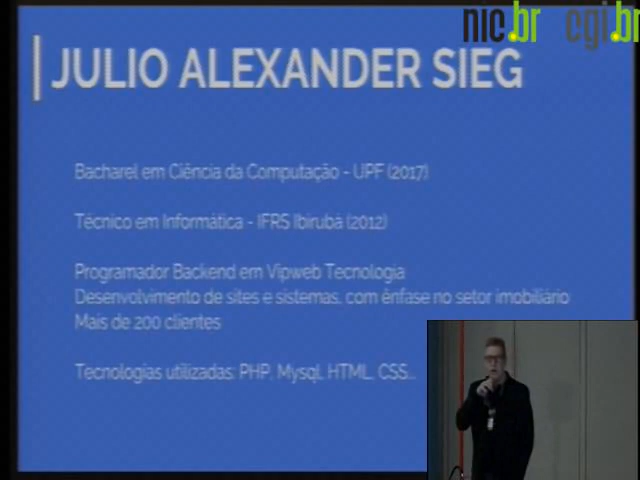 nic.br cgi.br
JULIO ALEXANDER SIEG
Bacharel em Ciência da Computação - UPF (2017)
Técnico em Informática - IFRS Ibirubá (2012)
Programador Backend em Vipweb Tecnologia
Desenvolvimento de sites e sistemas, com ênfase no setor imobiliário
Mais de 200 clientes
Tecnologias utilizadas: PHP, Mysql, HTML, CSS...